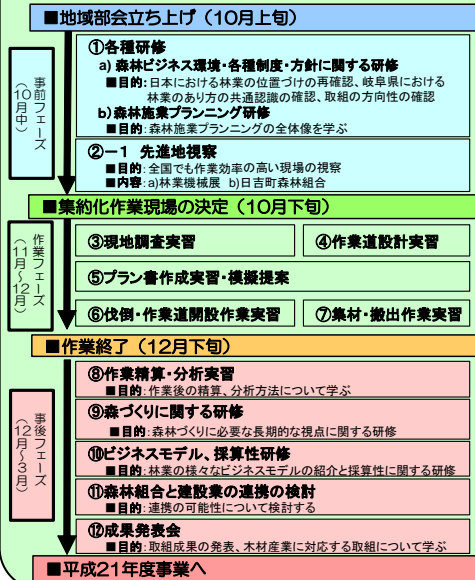 ■地域部会立ち上げ（10月上旬）
事前フェーズ
（10月中）
①各種研修
a) 森林ビジネス環境・各種制度・方針に関する研修
■目的：日本における林業の位置づけの再確認、岐阜県における
林業のあり方の共通認識の確認、取組の方向性の確認
b)森林施業プランニング研修
■目的：森林施業プランニングの全体像を学ぶ
②－1 先進地視察
■目的：全国でも作業効率の高い現場の視察
■内容：a)林業機械展 b)日吉町森林組合
■集約化作業現場の決定（10月下旬）
作業フェーズ
（11月～12月）
③現地調査実習
④作業道設計実習
⑤プラン書作成実習・模擬提案
⑥伐倒・作業道開設作業実習
⑦集材・搬出作業実習
■作業終了（12月下旬）
事後フェーズ
（12月～3月）
⑧作業精算・分析実習
■目的：作業後の精算、分析方法について学ぶ
⑨森づくりに関する研修
■目的：森林づくりに必要な長期的な視点に関する研修
⑩ビジネスモデル、採算性研修
■目的：林業の様々なビジネスモデルの紹介と採算性に関する研修
⑪森林組合と建設業の連携の検討
■目的：連携の可能性について検討する
⑫成果発表会
■目的：取組成果の発表、木材産業に対応する取組について学ぶ
■平成21年度事業へ